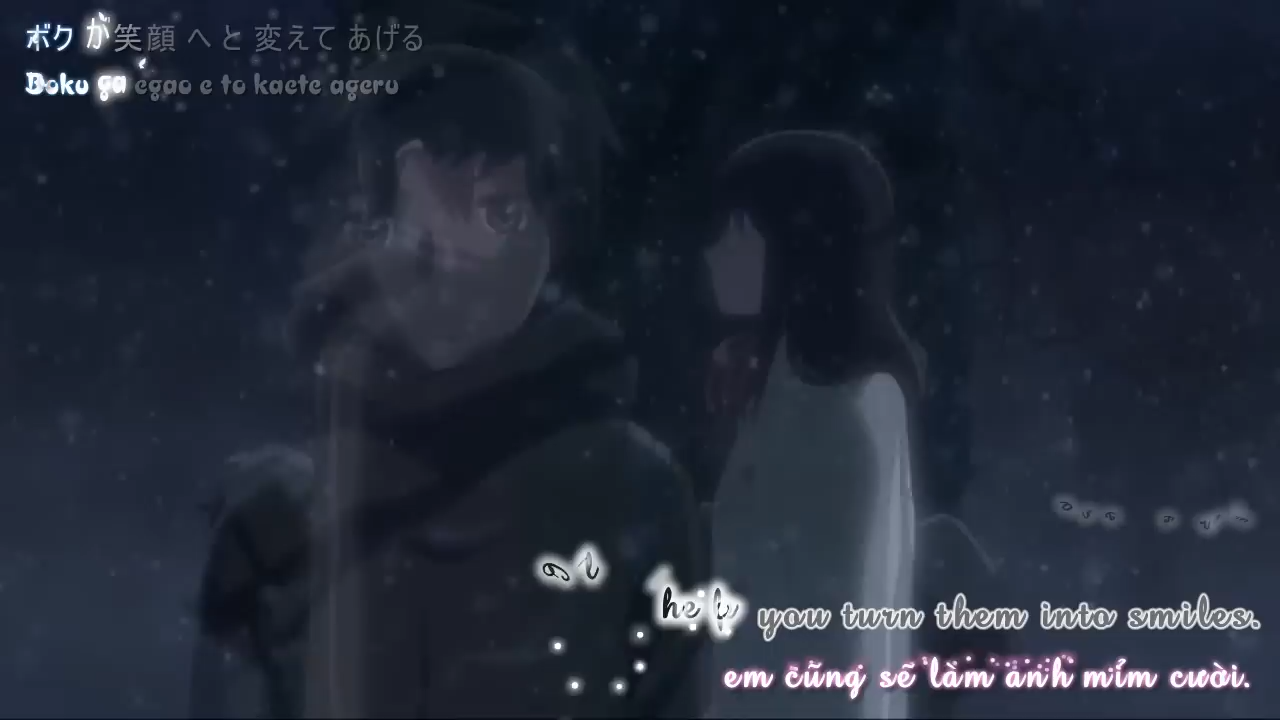 ボク が 笑顔 へ と 変えて あげる
Boku ga egao e to kaete ageru
help you turn them into smiles.
em cũng sẽ làm anh mỉm cười.